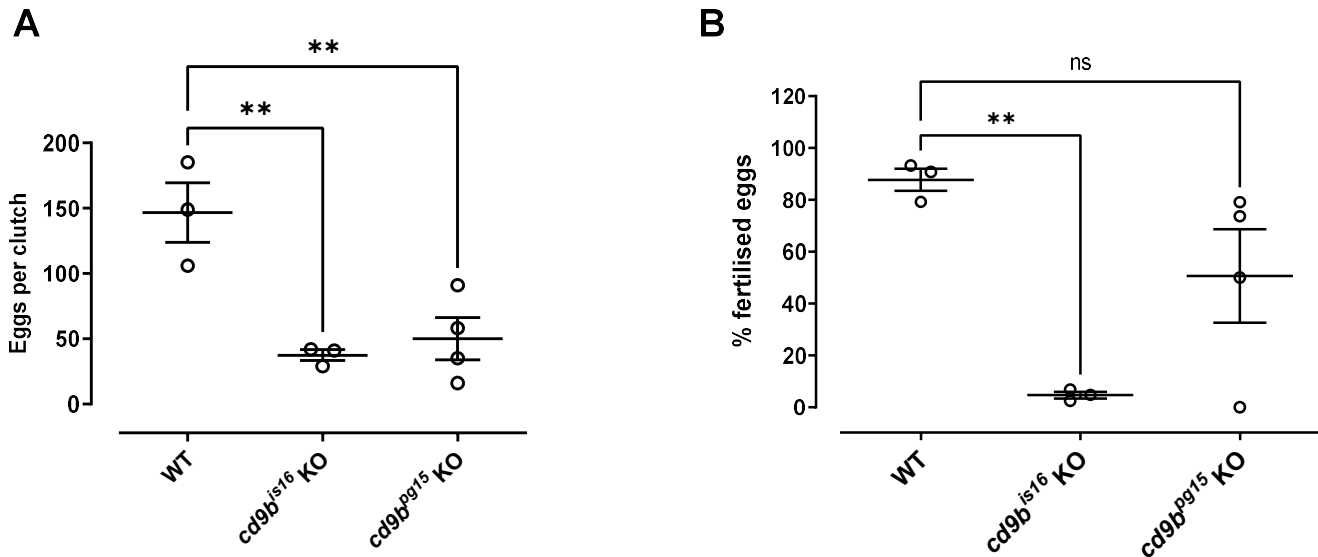 A
**
**
200
150
100
50
0
Eggs per clutch
WT
cd9b^is16 KO
cd9b^pg15 KO
B
ns
**
120
100
80
60
40
20
0
% fertilised eggs
WT
cd9b^is16 KO
cd9b^pg15 KO